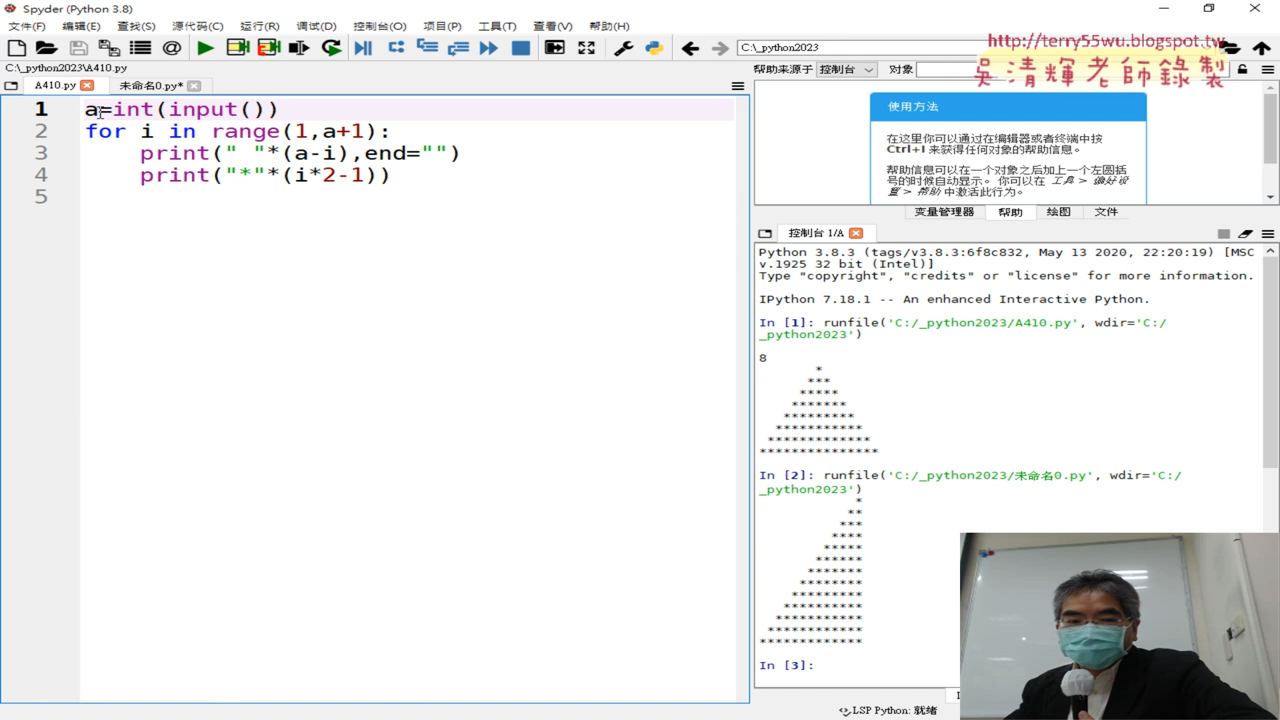 Spyder (Python 3.8)
文件(F) 编辑(E) 查找(S) 源代码(C) 运行(R) 调试(D) 控制台(O) 项目(P) 工具(T) 查看(V) 帮助(H)
C:\_python2023
http://terry55wu.blogspot.tw
吳清輝老師錄製
C:\_python2023\A410.py
帮助来源于 控制台 对象
A410.py 未命名0.py*
1 a=int(input())
2 for i in range(1,a+1):
3 print(" "*(a-i),end="")
4 print("*"*(i*2-1))
5
使用方法
在这里你可以通过在编辑器或者终端中按
Ctrl+I 来获得任何对象的帮助信息。
帮助信息可以在一个对象之后加上一个左圆括
号的时候自动显示。 你可以在 工具 > 偏好设
置 > 帮助 中激活此行为。
变量管理器 帮助 绘图 文件
控制台 1/A
Python 3.8.3 (tags/v3.8.3:6f8c832, May 13 2020, 22:20:19) [MSC
v.1925 32 bit (Intel)]
Type "copyright", "credits" or "license" for more information.
IPython 7.18.1 -- An enhanced Interactive Python.
In [1]: runfile('C:/_python2023/A410.py', wdir='C:/
_python2023')
8
*
***
*****
*******
*********
***********
*************
***************
In [2]: runfile('C:/_python2023/未命名0.py', wdir='C:/
_python2023')
*
**
***
****
*****
******
*******
********
*********
**********
***********
************
*************
In [3]:
LSP Python: 就绪